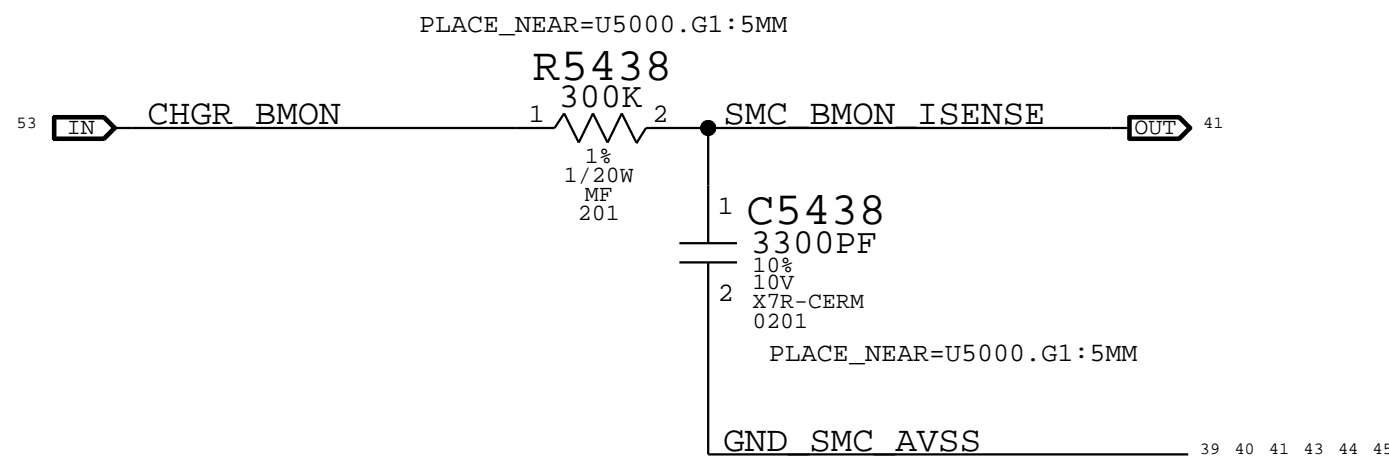 PLACE_NEAR=U5000.G1:5MM
R5438
300K
53 IN CHGR_BMON 1 2 SMC_BMON_ISENSE OUT 41
1%
1/20W
MF
201
1 C5438
3300PF
10%
10V
2 X7R-CERM
0201
PLACE_NEAR=U5000.G1:5MM
GND_SMC_AVSS 39 40 41 43 44 45